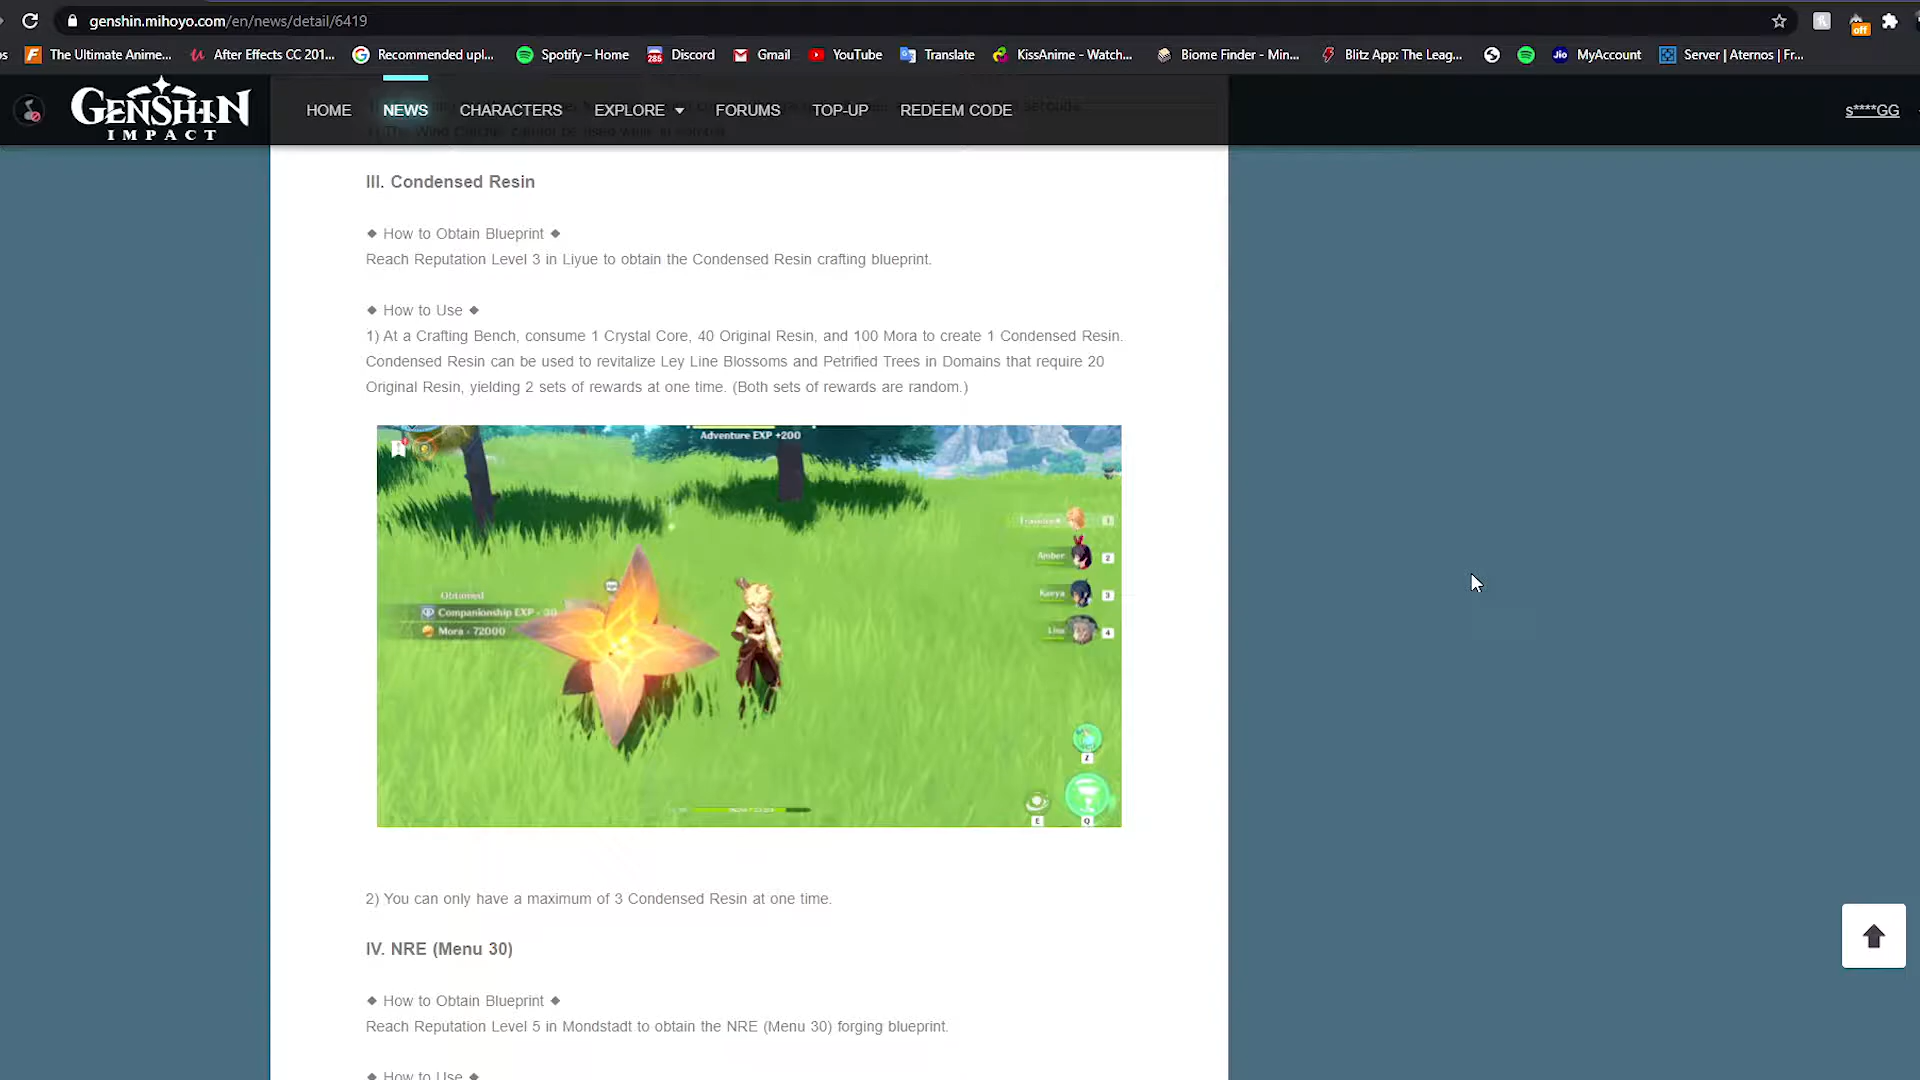 genshin.mihoyo.com/en/news/detail/6419
The Ultimate Anime...
After Effects CC 201...
Recommended upl...
Spotify – Home
285
Discord
Gmail
YouTube
Translate
KissAnime - Watch...
Biome Finder - Min...
Blitz App: The Leag...
Jio
MyAccount
Server | Aternos | Fr...
off
GENSHIN
IMPACT
HOME
NEWS
CHARACTERS
EXPLORE
FORUMS
TOP-UP
REDEEM CODE
s****GG
III. Condensed Resin
◆ How to Obtain Blueprint ◆
Reach Reputation Level 3 in Liyue to obtain the Condensed Resin crafting blueprint.
◆ How to Use ◆
1) At a Crafting Bench, consume 1 Crystal Core, 40 Original Resin, and 100 Mora to create 1 Condensed Resin.
Condensed Resin can be used to revitalize Ley Line Blossoms and Petrified Trees in Domains that require 20
Original Resin, yielding 2 sets of rewards at one time. (Both sets of rewards are random.)
Adventure EXP +200
1
Amber
2
Kaeya
3
Lisa
4
Obtained
Companionship EXP × 30
Mora × 72000
Z
E
Q
2) You can only have a maximum of 3 Condensed Resin at one time.
IV. NRE (Menu 30)
◆ How to Obtain Blueprint ◆
Reach Reputation Level 5 in Mondstadt to obtain the NRE (Menu 30) forging blueprint.
◆ How to Use ◆